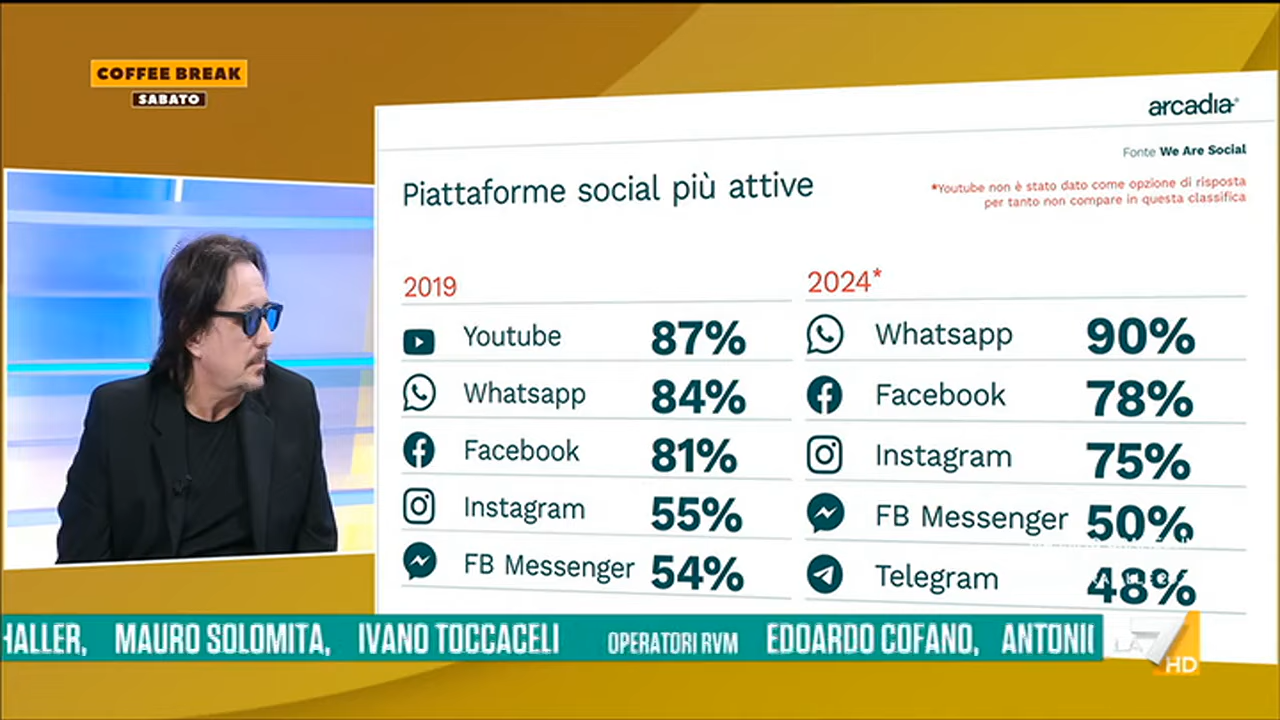 COFFEE BREAK
SABATO
arcadia
Fonte We Are Social
Piattaforme social più attive
*Youtube non è stato dato come opzione di risposta
per tanto non compare in questa classifica
2019
Youtube 87%
Whatsapp 84%
Facebook 81%
Instagram 55%
FB Messenger 54%
2024*
Whatsapp 90%
Facebook 78%
Instagram 75%
FB Messenger 50%
Telegram 48%
HALLER, MAURO SOLOMITA, IVANO TOCCACELI OPERATORI RVM EDOARDO COFANO, ANTONI
LA 7
HD